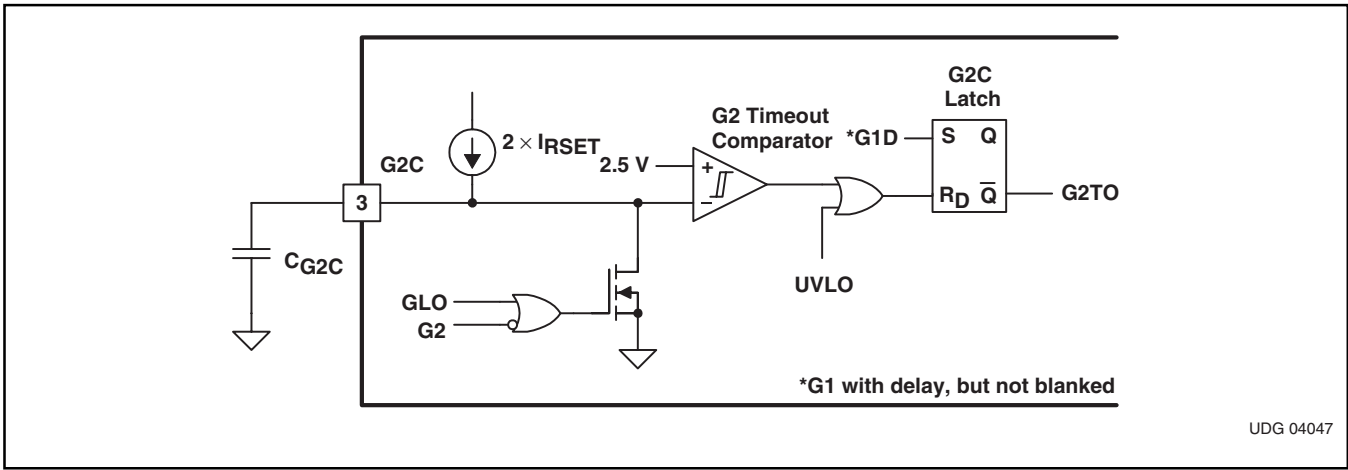 G2C
Latch
G2 Timeout
Comparator
*G1D
S Q
2 × IRSET
G2C
2.5 V
+
–
3
RD Q̅
G2TO
CG2C
UVLO
GLO
G2
*G1 with delay, but not blanked
UDG 04047